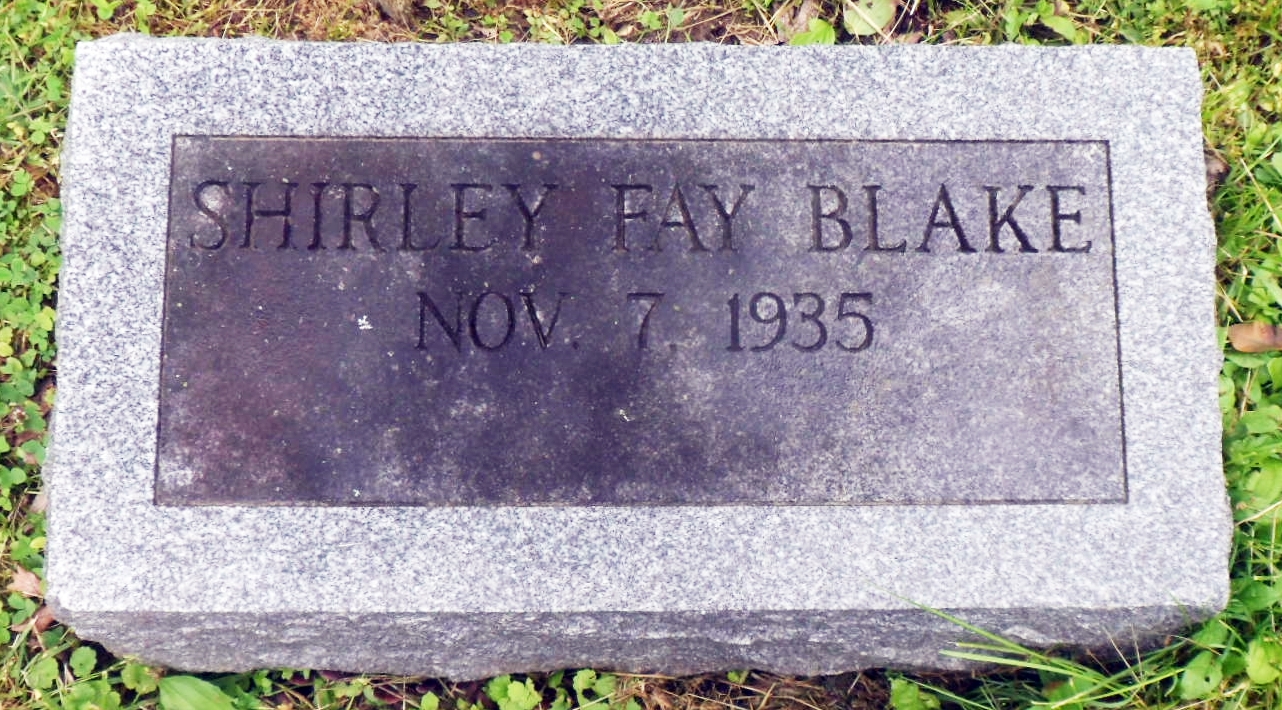 SHIRLEY FAY BLAKE
NOV. 7. 1935